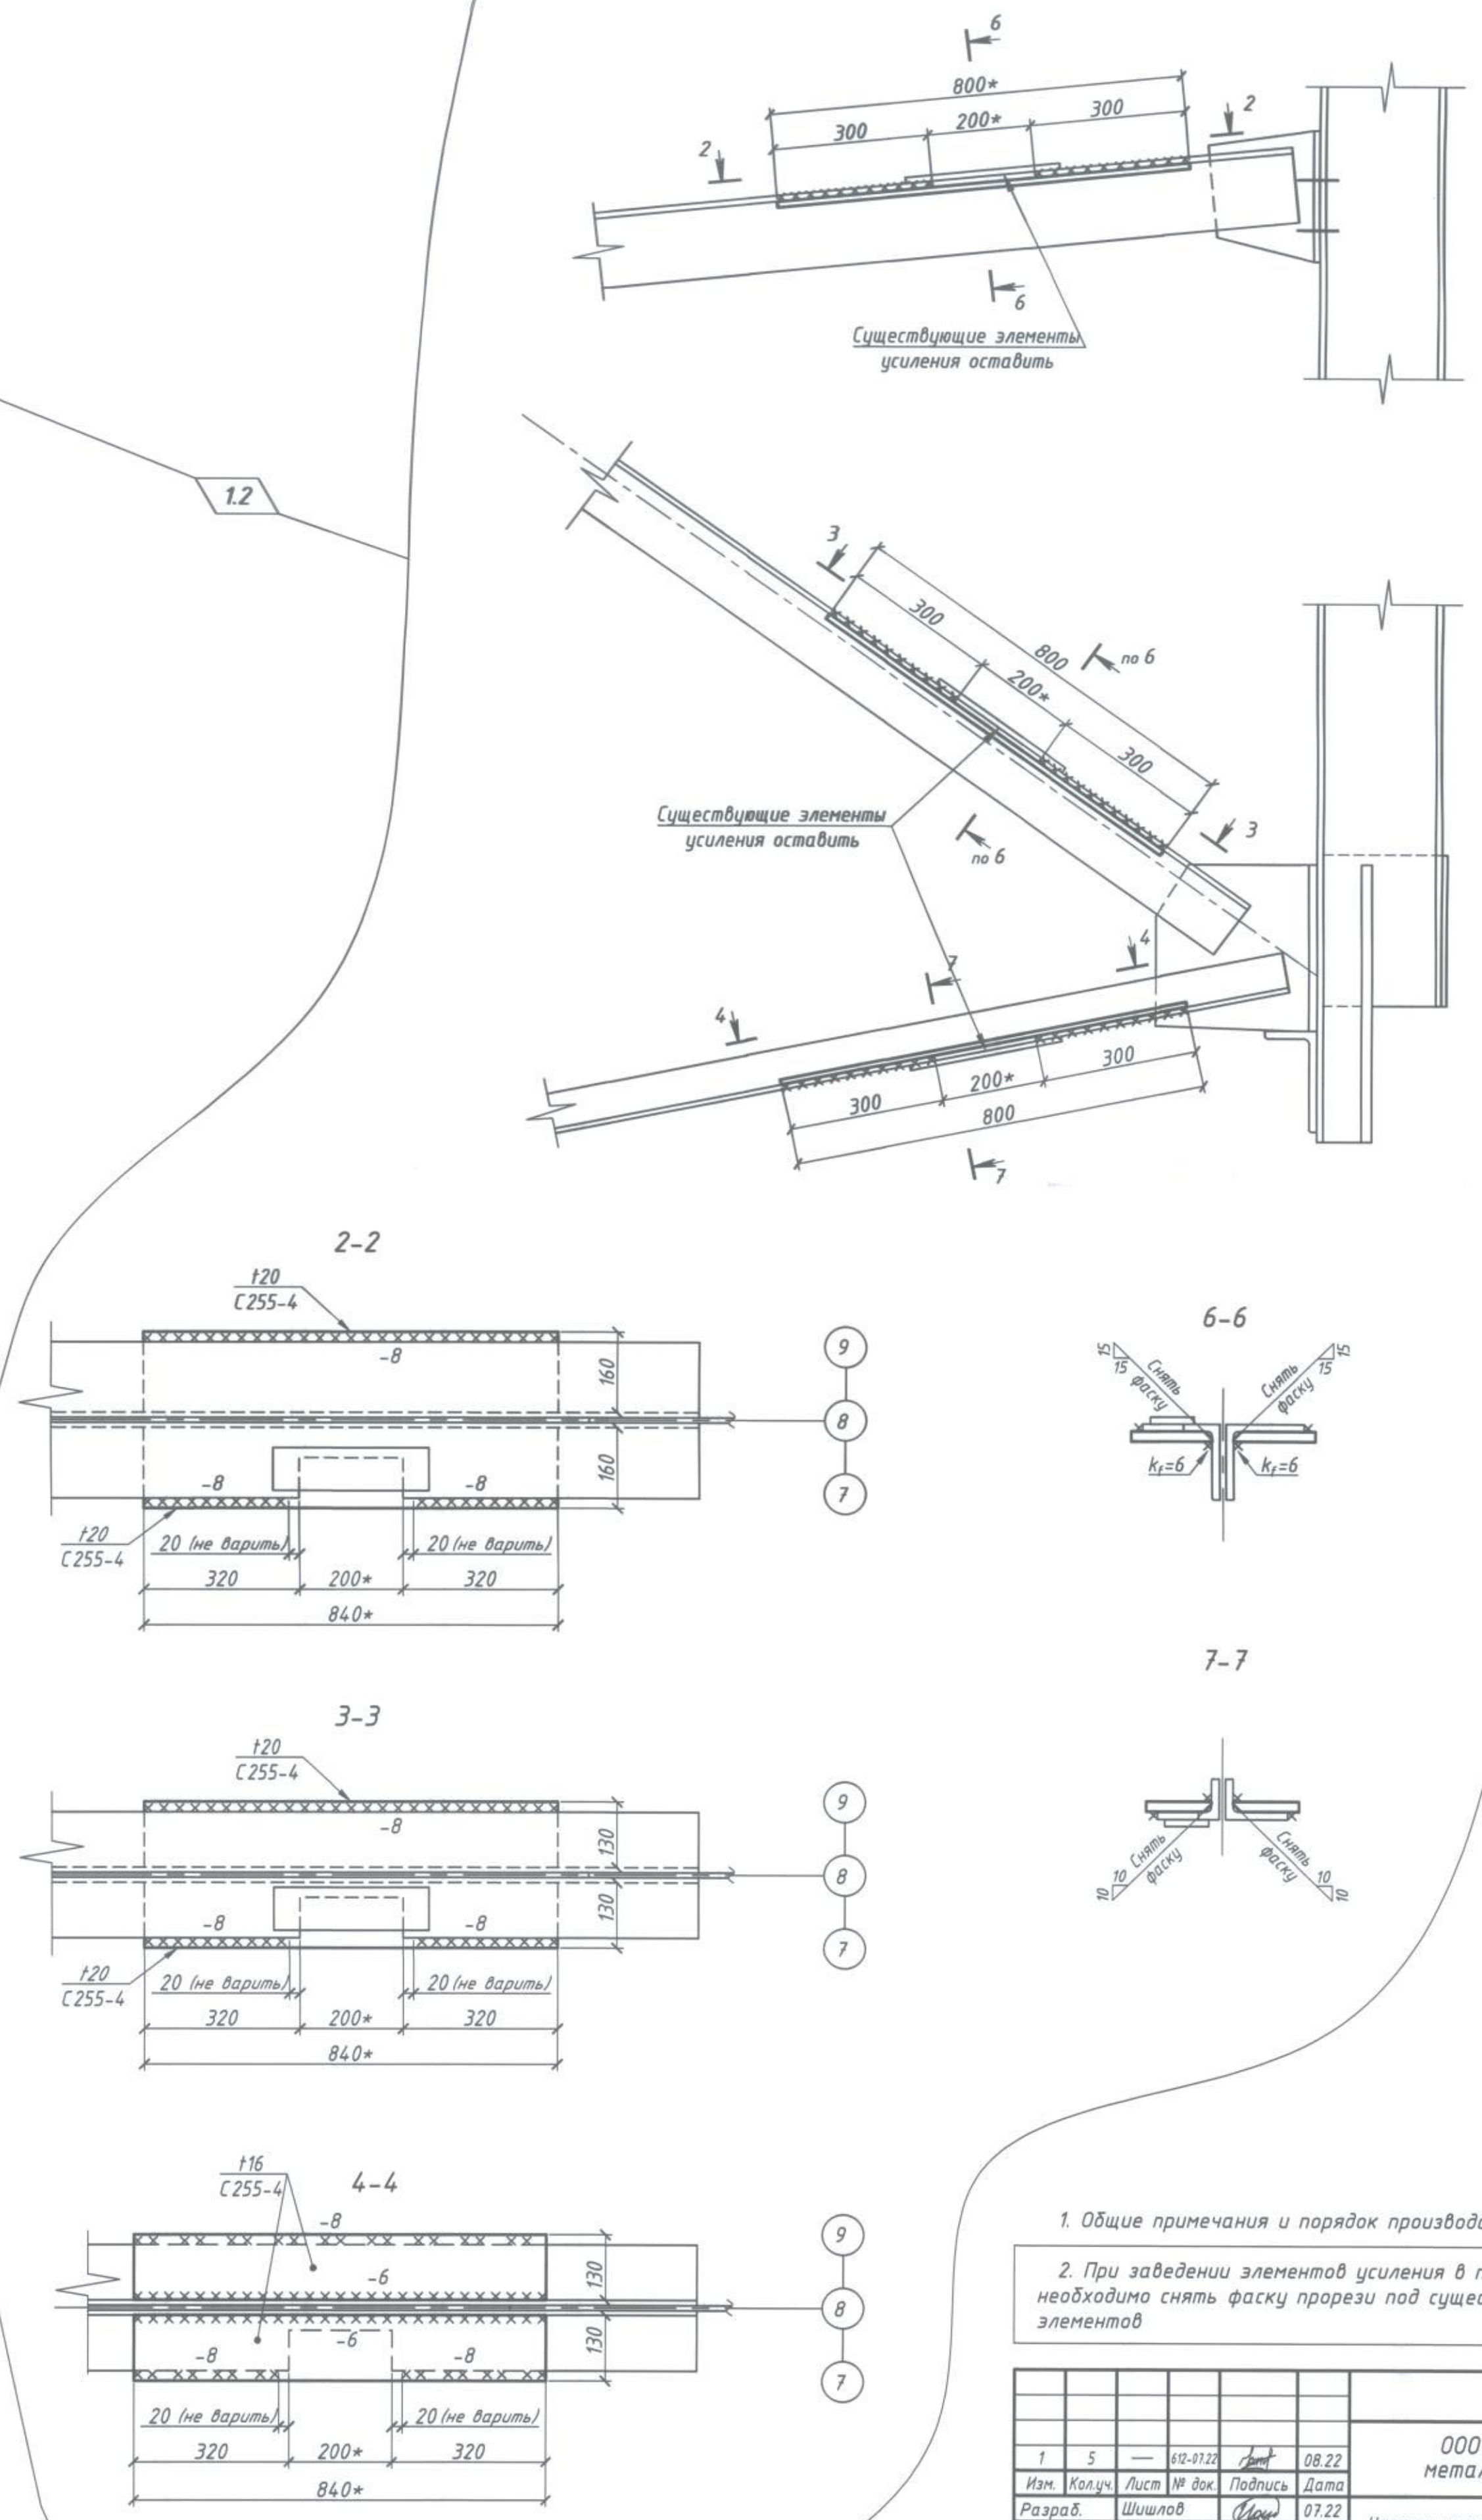 6
800*
300
200*
300
2
2
6
Существующие элементы
усиления оставить
1.2
3
300
800
по 6
200*
300
3
Существующие элементы
усиления оставить
по 6
4
7
4
300
200*
300
800
7
2-2
t20
С255-4
-8
160
160
-8
-8
t20
С255-4
20 (не варить)
20 (не варить)
320
200*
320
840*
9
8
7
6-6
15
15
Снять
фаску
Снять
фаску
15
15
kf=6
kf=6
7-7
10
10
Снять
фаску
Снять
фаску
10
10
3-3
t20
С255-4
-8
130
130
-8
-8
t20
С255-4
20 (не варить)
20 (не варить)
320
200*
320
840*
9
8
7
4-4
t16
С255-4
-8
-6
130
130
-6
-8
-8
20 (не варить)
20 (не варить)
320
200*
320
840*
9
8
7
1. Общие примечания и порядок производ
2. При заведении элементов усиления в
необходимо снять фаску прорези под суще
элементов
1 5 — 612-07.22 08.22
Изм. Кол.уч. Лист № док. Подпись Дата
Разраб. Шишлов 07.22
ООО
мета